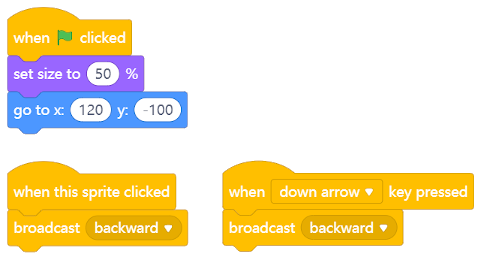 when clicked
set size to 50 %
go to x: 120 y: -100
when this sprite clicked
broadcast backward
when down arrow key pressed
broadcast backward